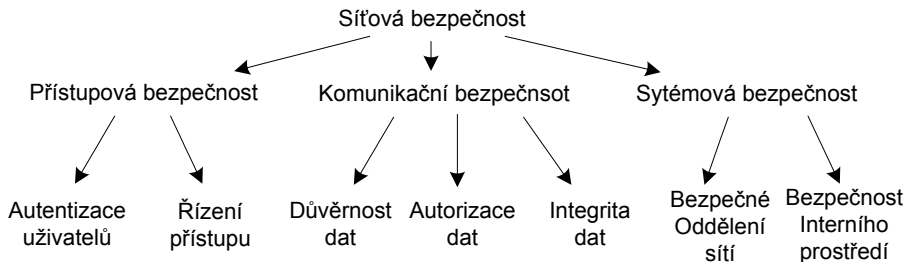 Síťová bezpečnost
Přístupová bezpečnost
Komunikační bezpečnsot
Sytémová bezpečnost
Autentizace
uživatelů
Řízení
přístupu
Důvěrnost
dat
Autorizace
dat
Integrita
dat
Bezpečné
Oddělení
sítí
Bezpečnost
Interního
prostředí